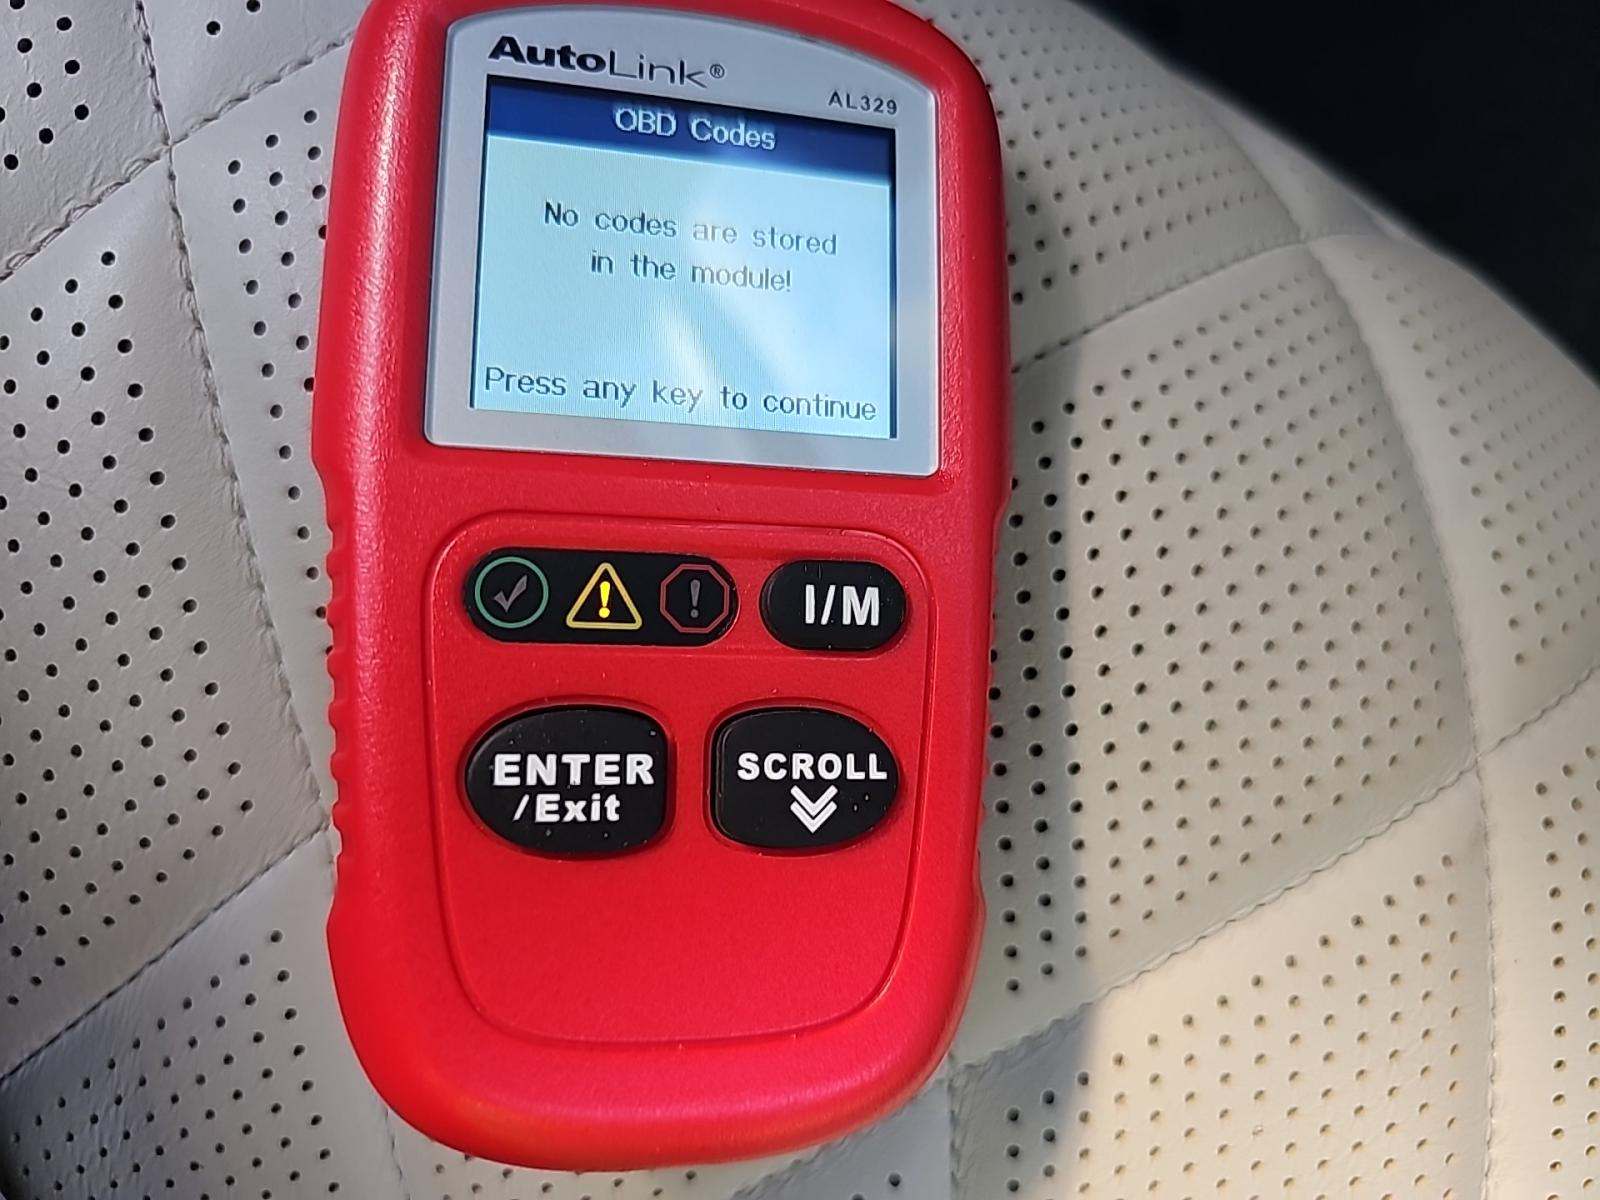 AutoLink®
AL329
OBD Codes
No codes are stored
in the module!
Press any key to continue
I/M
ENTER
/Exit
SCROLL